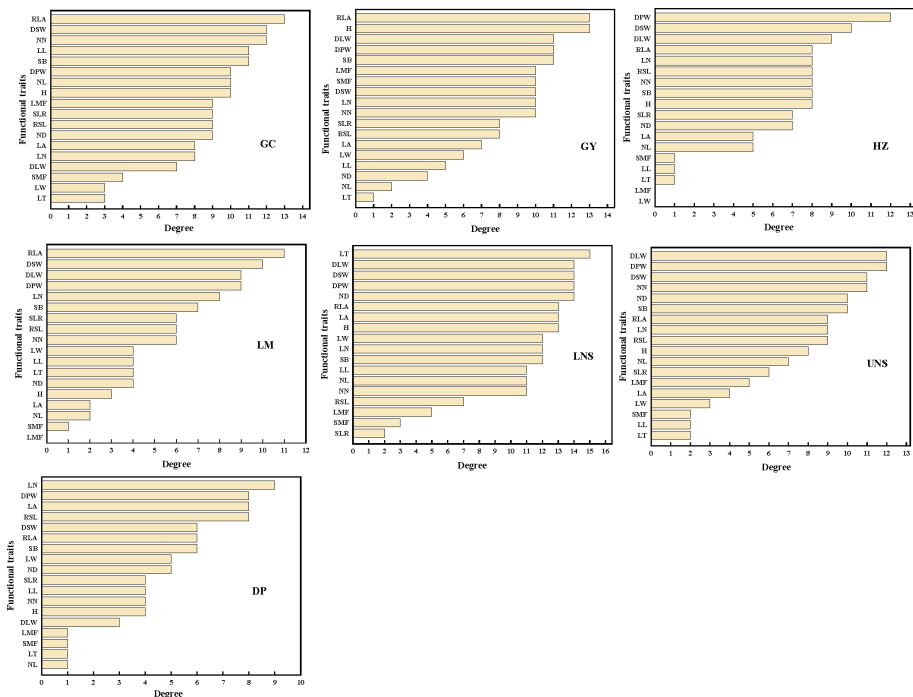 RLA
DSW
NN
LL
SB
DPW
NL
H
LMF
SLR
RSL
ND
LA
LN
DLW
SMF
LW
LT
Functional traits
GC
0 1 2 3 4 5 6 7 8 9 10 11 12 13 14
Degree
RLA
H
DLW
DPW
SB
LMF
SMF
DSW
LN
NN
SLR
RSL
LA
LW
LL
ND
NL
LT
Functional traits
GY
0 1 2 3 4 5 6 7 8 9 10 11 12 13 14
Degree
DPW
DSW
DLW
RLA
LN
RSL
NN
SB
H
SLR
ND
LA
NL
SMF
LL
LT
LMF
LW
Functional traits
HZ
0 1 2 3 4 5 6 7 8 9 10 11 12 13
Degree
RLA
DSW
DLW
DPW
LN
SB
SLR
RSL
NN
LW
LL
LT
ND
H
LA
NL
SMF
LMF
Functional traits
LM
0 1 2 3 4 5 6 7 8 9 10 11 12
Degree
LT
DLW
DSW
DPW
ND
RLA
LA
H
LW
LN
SB
LL
NL
NN
RSL
LMF
SMF
SLR
Functional traits
LNS
0 1 2 3 4 5 6 7 8 9 10 11 12 13 14 15 16
Degree
DLW
DPW
DSW
NN
ND
SB
RLA
LN
RSL
H
NL
SLR
LMF
LA
LW
SMF
LL
LT
Functional traits
UNS
0 1 2 3 4 5 6 7 8 9 10 11 12 13
Degree
LN
DPW
LA
RSL
DSW
RLA
SB
LW
ND
SLR
LL
NN
H
DLW
LMF
SMF
LT
NL
Functional traits
DP
0 1 2 3 4 5 6 7 8 9 10
Degree